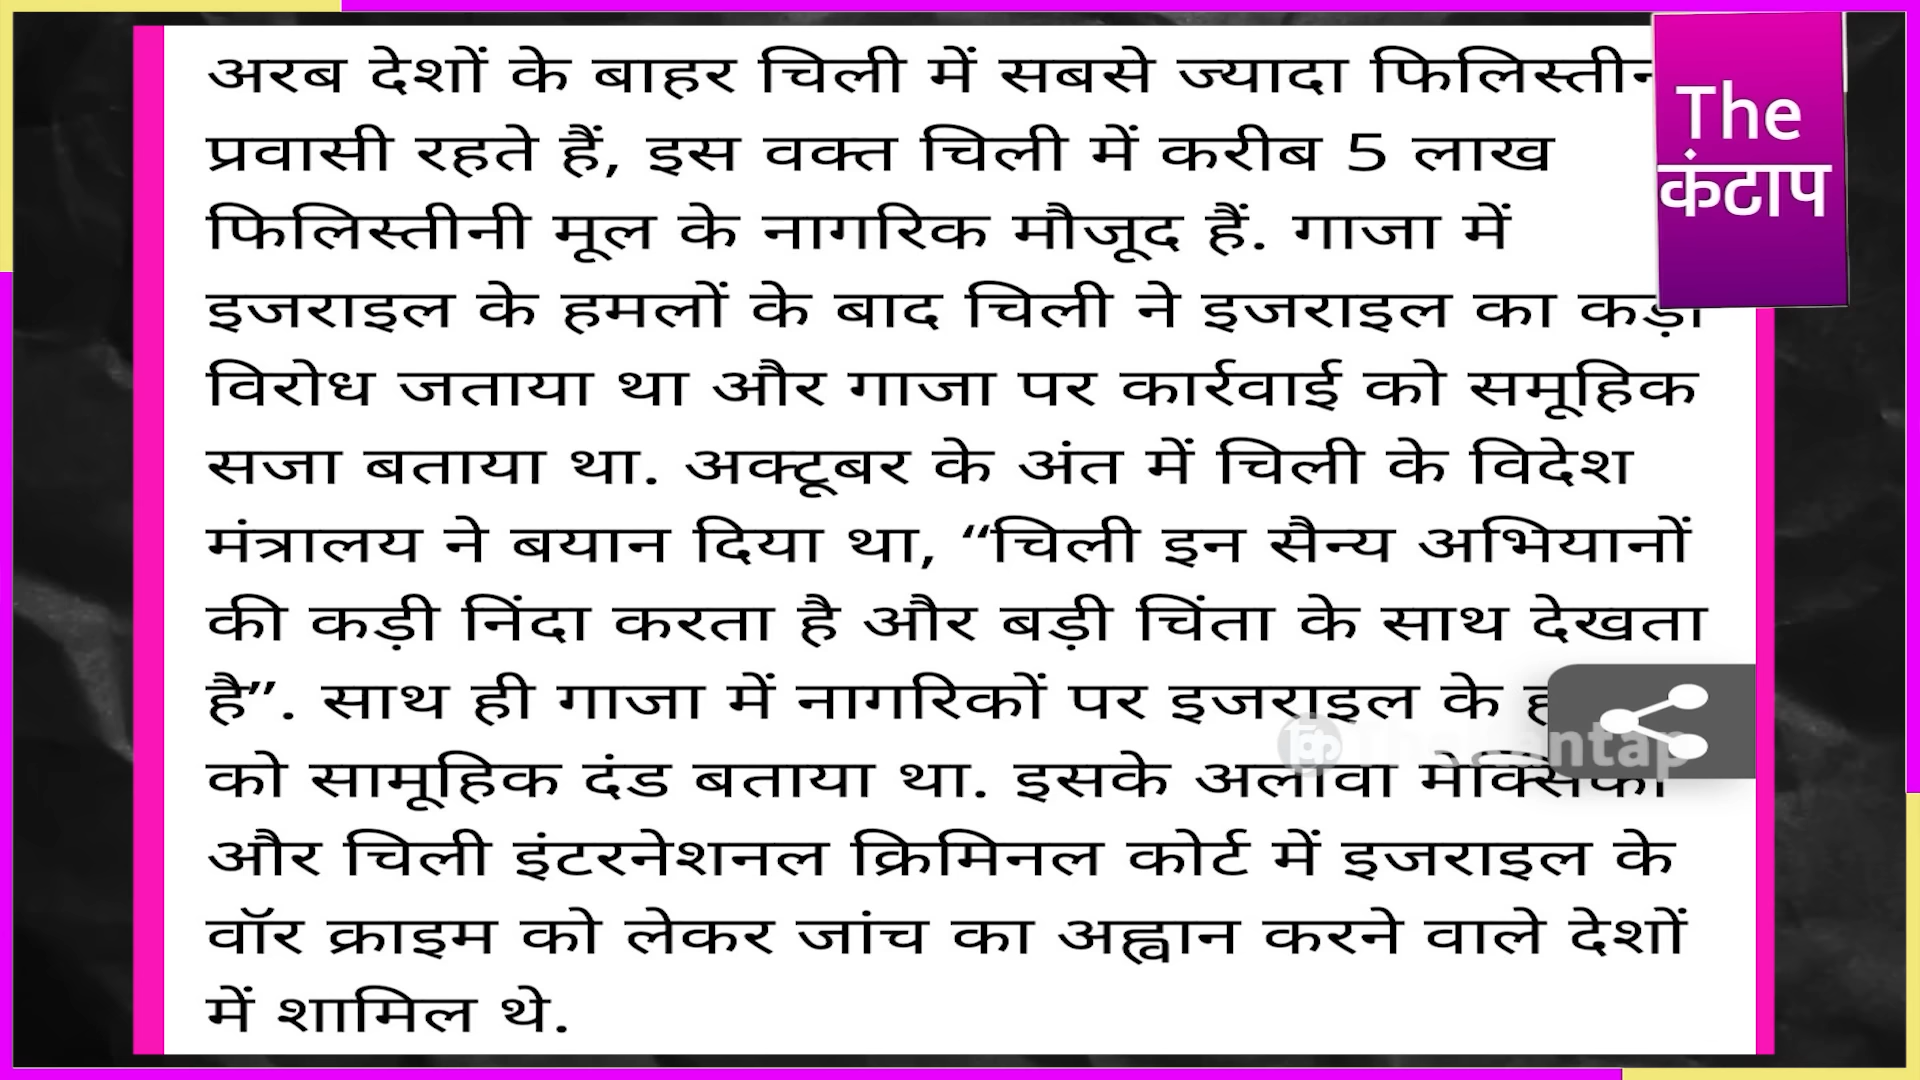 अरब देशों के बाहर चिली में सबसे ज्यादा
प्रवासी रहते हैं, इस वक्त चिली में करीब 5 लाख
फिलिस्तीनी मूल के नागरिक मौजूद हैं. गाजा में
इजराइल के हमलों के बाद चिली ने इजराइल का कड़ा
विरोध जताया था और गाजा पर कार्रवाई को समूहिक
सजा बताया था. अक्टूबर के अंत में चिली के विदेश
मंत्रालय ने बयान दिया था, “चिली इन सैन्य अभियानों
की कड़ी निंदा करता है और बड़ी चिंता के साथ देखता
है”. साथ ही गाजा में नागरिकों पर इजराइल के
को सामूहिक दंड बताया था. इसके अलावा मेक्सिको
और चिली इंटरनेशनल क्रिमिनल कोर्ट में इजराइल के
वॉर क्राइम को लेकर जांच का अह्वान करने वाले देशों
में शामिल थे.
The
कंटाप